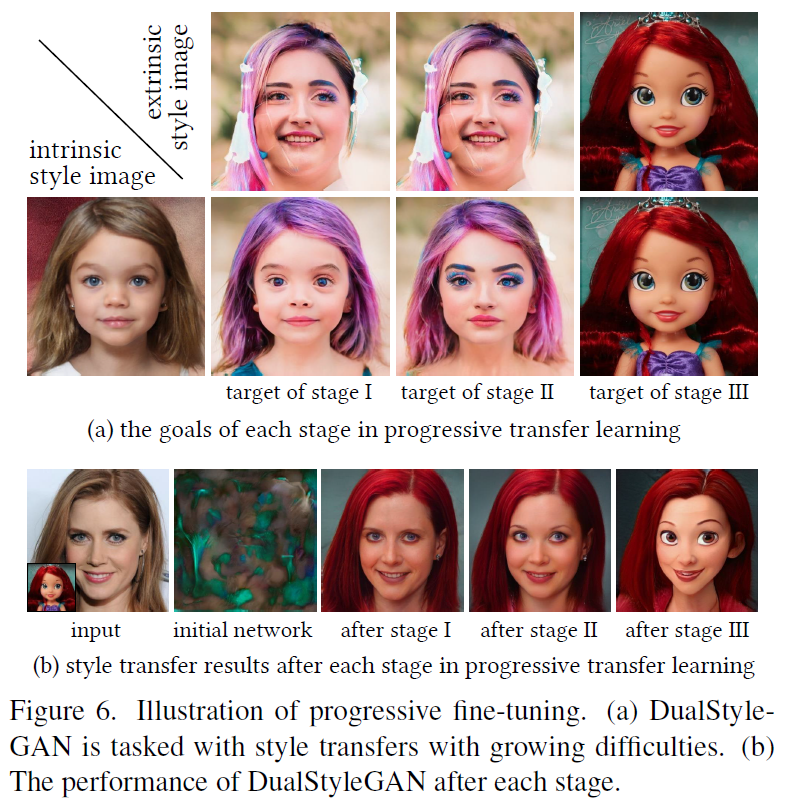 extrinsic
style image
intrinsic
style image
target of stage I
target of stage II
target of stage III
(a) the goals of each stage in progressive transfer learning
input
initial network
after stage I
after stage II
after stage III
(b) style transfer results after each stage in progressive transfer learning
Figure 6. Illustration of progressive fine-tuning. (a) DualStyle-
GAN is tasked with style transfers with growing difficulties. (b)
The performance of DualStyleGAN after each stage.